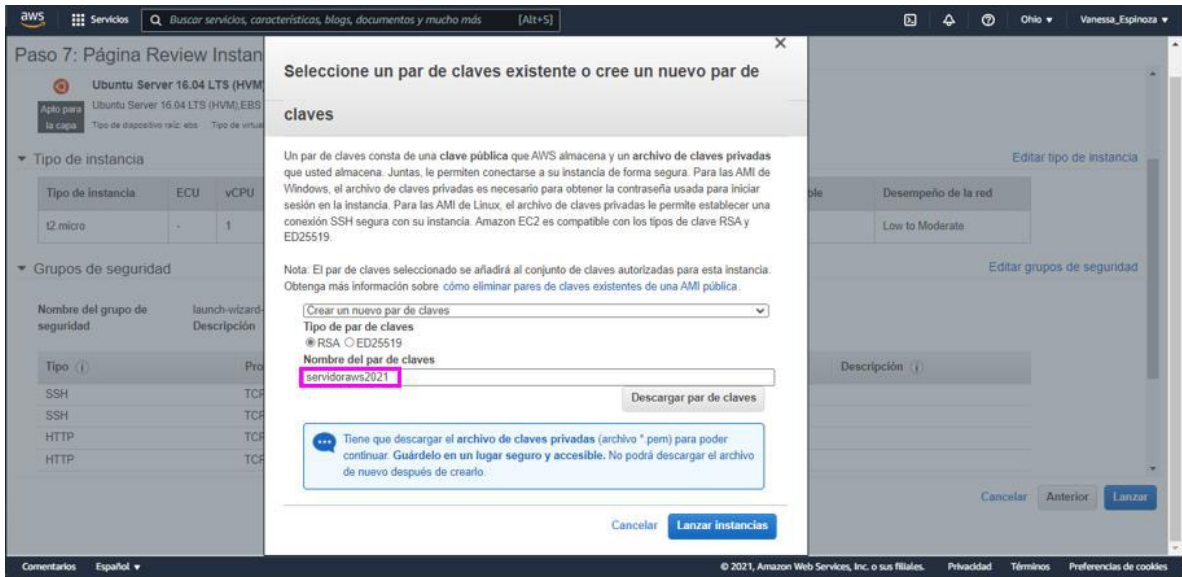 aws
Servicios
Buscar servicios, características, blogs, documentos y mucho más
[Alt+S]
Ohio
Vanessa_Espinoza
Paso 7: Página Review Instan
Ubuntu Server 16.04 LTS (HVM)
Ubuntu Server 16.04 LTS (HVM),EBS
Apto para
la capa
Tipo de dispositivo raíz: ebs Tipo de virtual
Tipo de instancia
Editar tipo de instancia
Tipo de instancia
ECU
vCPU
ble
Desempeño de la red
t2.micro
-
1
Low to Moderate
Grupos de seguridad
Editar grupos de seguridad
Nombre del grupo de
seguridad
launch-wizard-
Descripción
Tipo
Pro
Descripción
SSH
TCP
SSH
TCP
HTTP
TCP
HTTP
TCP
Cancelar
Anterior
Lanzar
Seleccione un par de claves existente o cree un nuevo par de
claves
Un par de claves consta de una clave pública que AWS almacena y un archivo de claves privadas
que usted almacena. Juntas, le permiten conectarse a su instancia de forma segura. Para las AMI de
Windows, el archivo de claves privadas es necesario para obtener la contraseña usada para iniciar
sesión en la instancia. Para las AMI de Linux, el archivo de claves privadas le permite establecer una
conexión SSH segura con su instancia. Amazon EC2 es compatible con los tipos de clave RSA y
ED25519.
Nota: El par de claves seleccionado se añadirá al conjunto de claves autorizadas para esta instancia.
Obtenga más información sobre cómo eliminar pares de claves existentes de una AMI pública.
Crear un nuevo par de claves
Tipo de par de claves
RSA ED25519
Nombre del par de claves
servidoraws2021
Descargar par de claves
Tiene que descargar el archivo de claves privadas (archivo *.pem) para poder
continuar. Guárdelo en un lugar seguro y accesible. No podrá descargar el archivo
de nuevo después de crearlo.
Cancelar
Lanzar instancias
Comentarios
Español
© 2021, Amazon Web Services, Inc. o sus filiales.
Privacidad
Términos
Preferencias de cookies